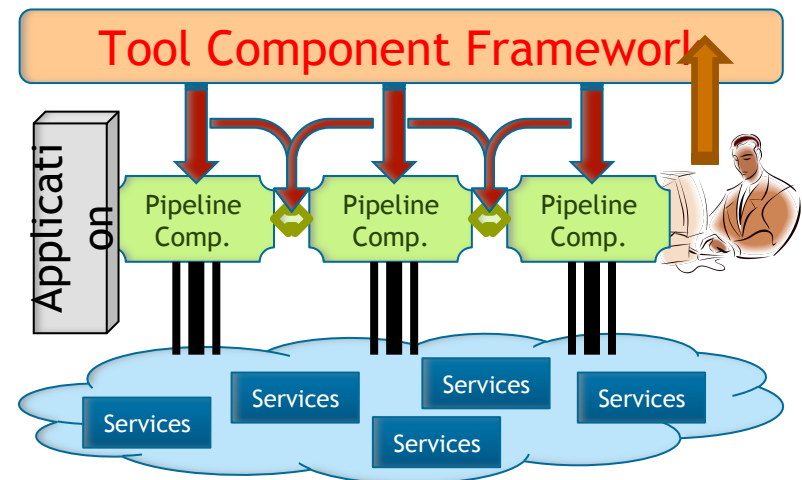 Tool Component Framework
Applicati
on
Pipeline
Comp.
Pipeline
Comp.
Pipeline
Comp.
Services
Services
Services
Services
Services